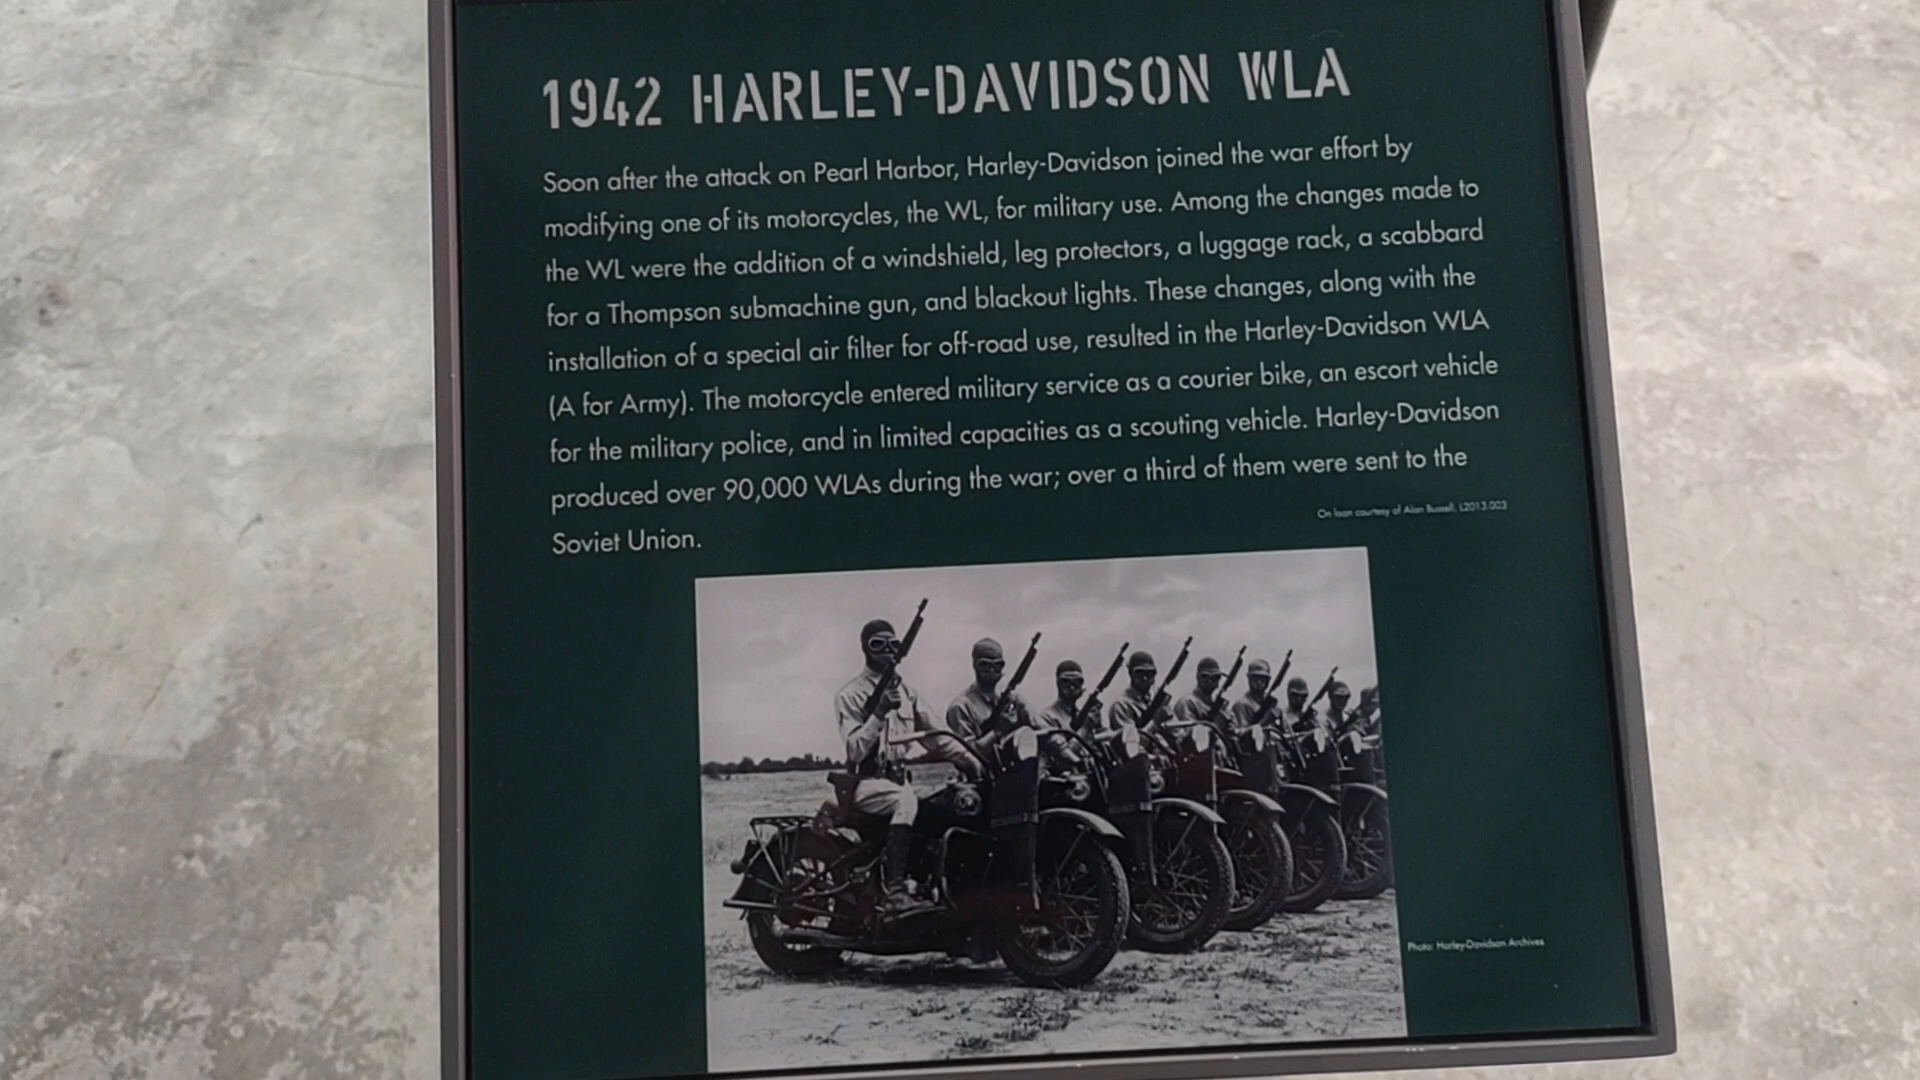 1942 HARLEY-DAVIDSON WLA
Soon after the attack on Pearl Harbor, Harley-Davidson joined the war effort by
modifying one of its motorcycles, the WL, for military use. Among the changes made to
the WL were the addition of a windshield, leg protectors, a luggage rack, a scabbard
for a Thompson submachine gun, and blackout lights. These changes, along with the
installation of a special air filter for off-road use, resulted in the Harley-Davidson WLA
(A for Army). The motorcycle entered military service as a courier bike, an escort vehicle
for the military police, and in limited capacities as a scouting vehicle. Harley-Davidson
produced over 90,000 WLAs during the war; over a third of them were sent to the
Soviet Union.
On loan courtesy of Alan Bussell, L2013.003
Photo: Harley-Davidson Archives